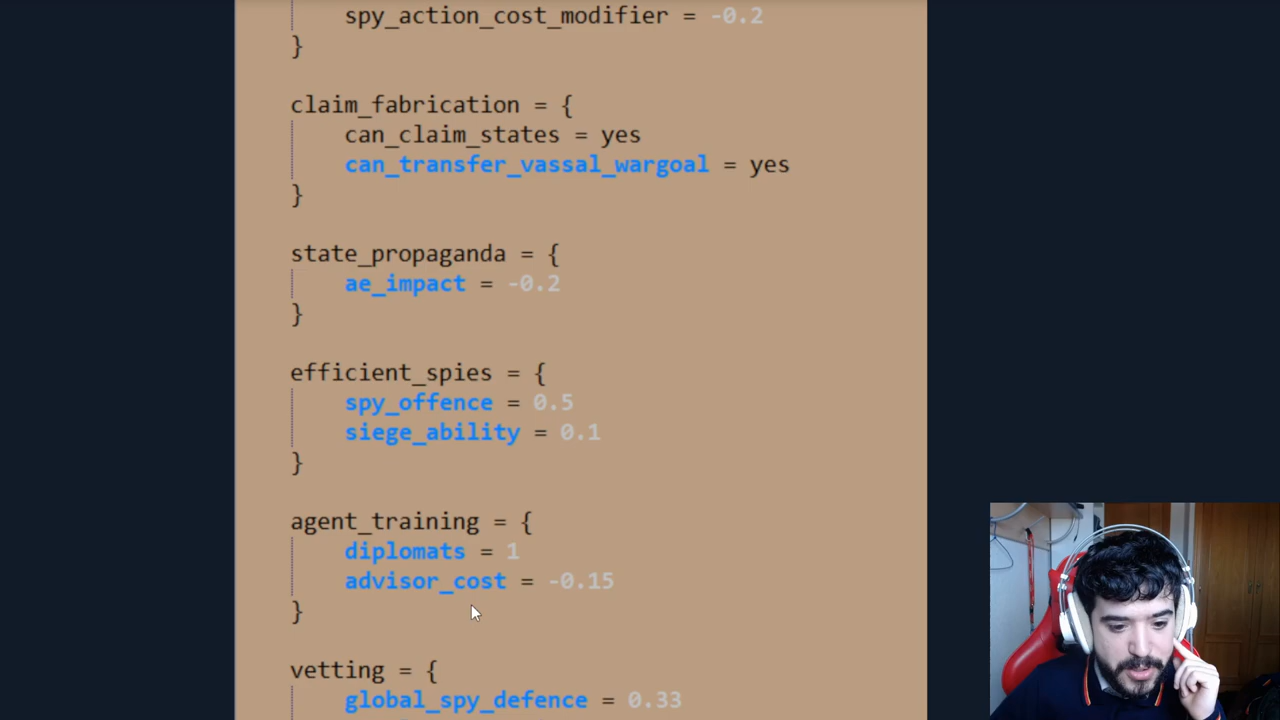 spy_action_cost_modifier = -0.2
}
claim_fabrication = {
can_claim_states = yes
can_transfer_vassal_wargoal = yes
}
state_propaganda = {
ae_impact = -0.2
}
efficient_spies = {
spy_offence = 0.5
siege_ability = 0.1
}
agent_training = {
diplomats = 1
advisor_cost = -0.15
}
vetting = {
global_spy_defence = 0.33